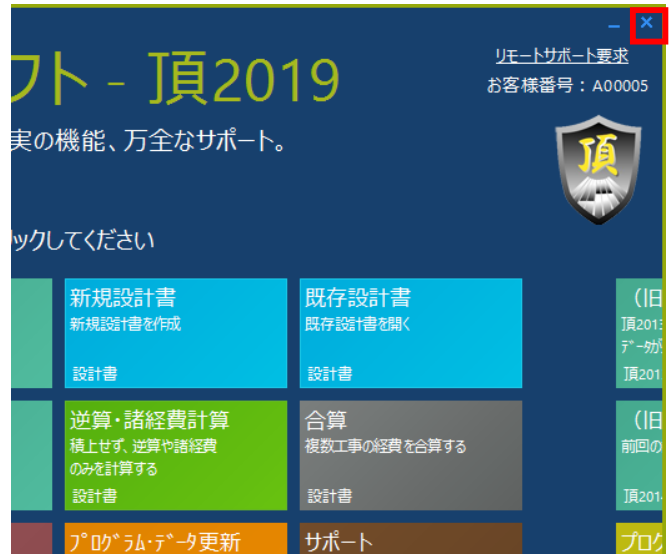 フト - 頂2019
リモートサポート要求
お客様番号：A00005
実の機能、万全なサポート。
頂
リックしてください
新規設計書
新規設計書を作成
設計書
既存設計書
既存設計書を開く
設計書
（旧
頂2013
データが
頂201
逆算・諸経費計算
積上せず、逆算や諸経費
のみを計算する
設計書
合算
複数工事の経費を合算する
設計書
（旧
前回の
頂2014
プログラム・データ更新
サポート
プログ